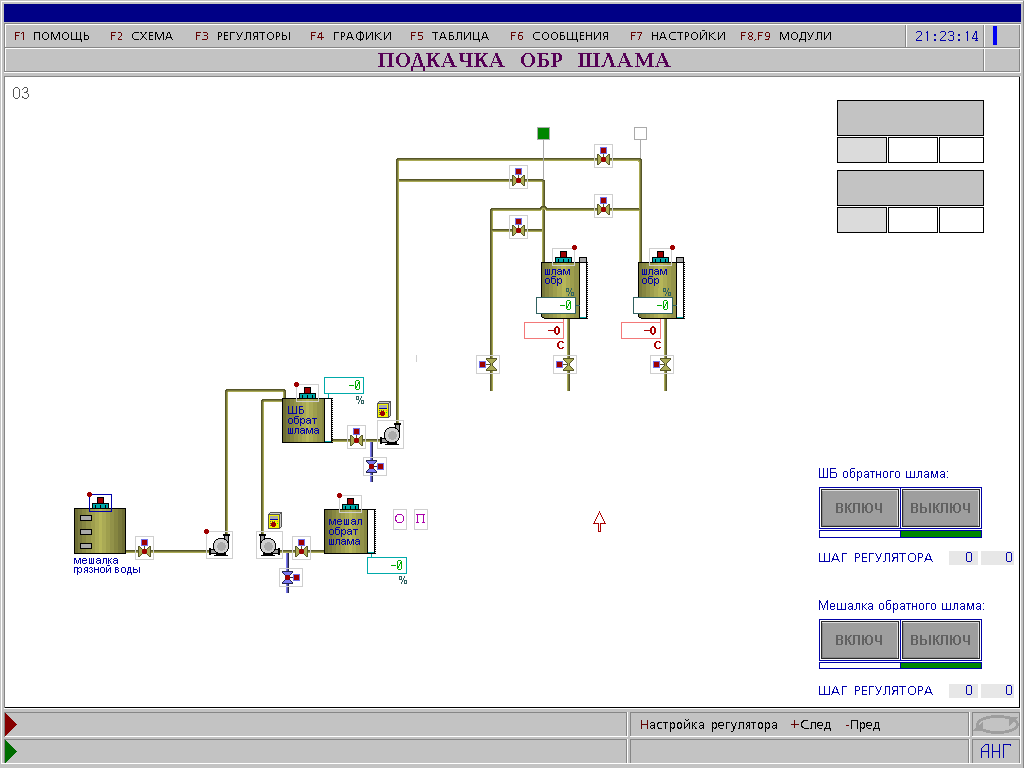 F1 ПОМОЩЬ F2 СХЕМА F3 РЕГУЛЯТОРЫ F4 ГРАФИКИ F5 ТАБЛИЦА F6 СООБЩЕНИЯ F7 НАСТРОЙКИ F8,F9 МОДУЛИ 21:23:14
ПОДКАЧКА ОБР ШЛАМА
03
шлам
обр
%
-0
-0
С
шлам
обр
-0
-0
С
-0
%
ШБ
обрат
шлама
мешал
обрат
шлама
О П
-0
%
мешалка
грязной воды
ШБ обратного шлама:
ВКЛЮЧ ВЫКЛЮЧ
ШАГ РЕГУЛЯТОРА 0 0
Мешалка обратного шлама:
ВКЛЮЧ ВЫКЛЮЧ
ШАГ РЕГУЛЯТОРА 0 0
Настройка регулятора +След -Пред
АНГ